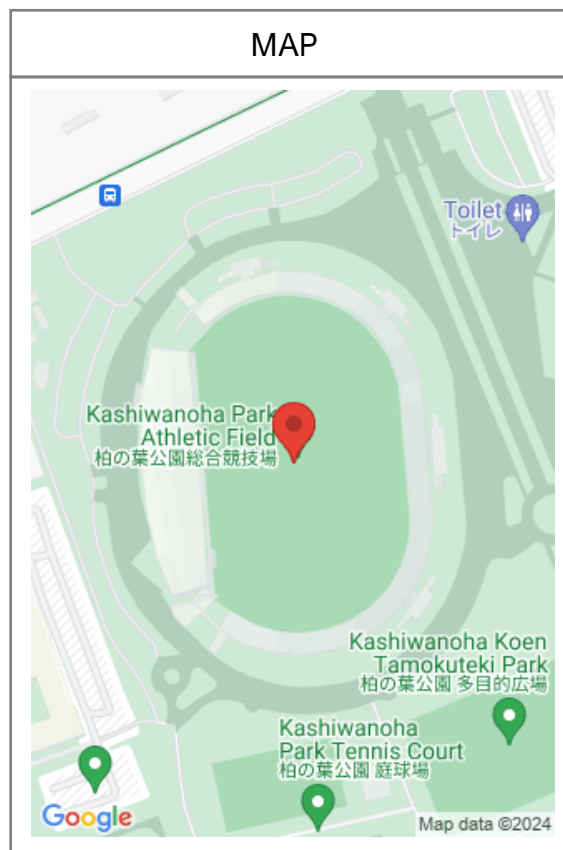 MAP
Toilet
トイレ
Kashiwanoha Park
Athletic Field
柏の葉公園総合競技場
Kashiwanoha Koen
Tamokuteki Park
柏の葉公園 多目的広場
Kashiwanoha
Park Tennis Court
柏の葉公園 庭球場
Google
Map data ©2024